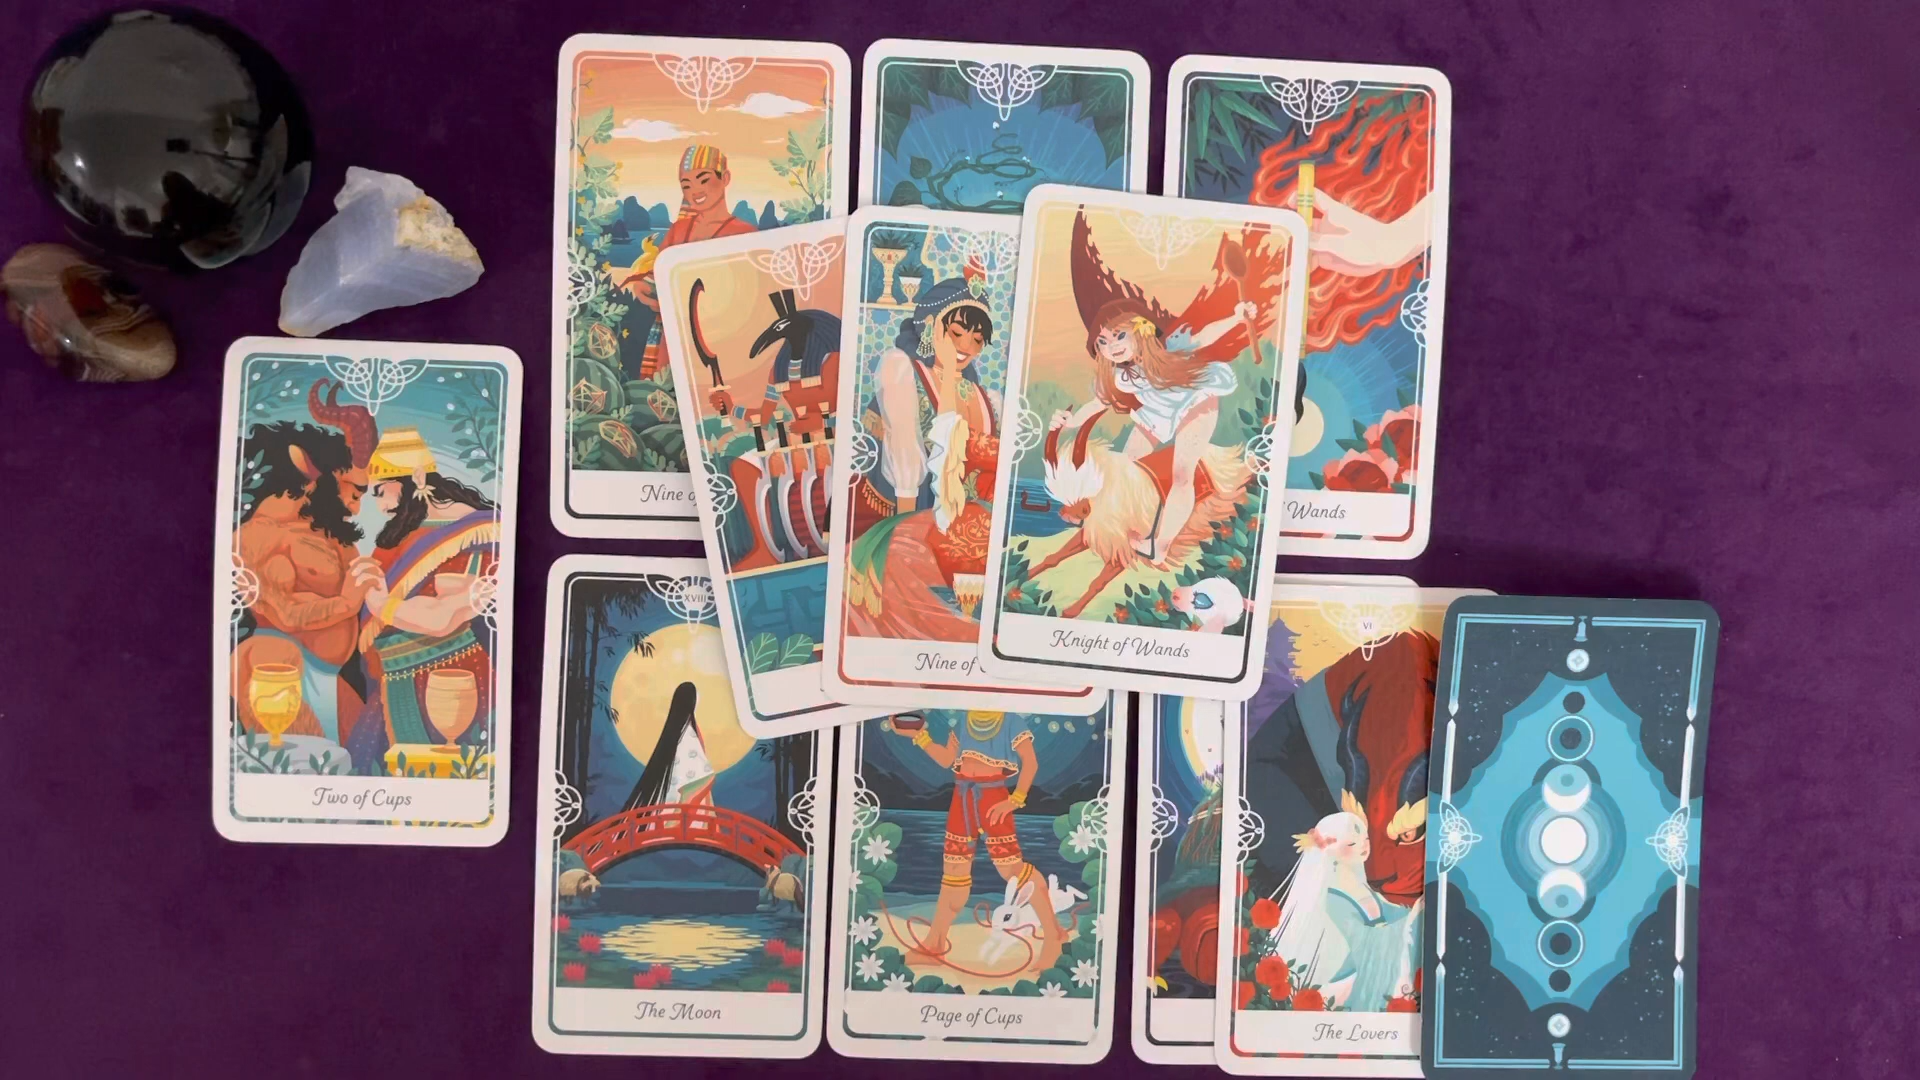 Nine o
Wands
Nine of
Knight of Wands
Two of Cups
XVIII
VI
The Moon
Page of Cups
The Lovers